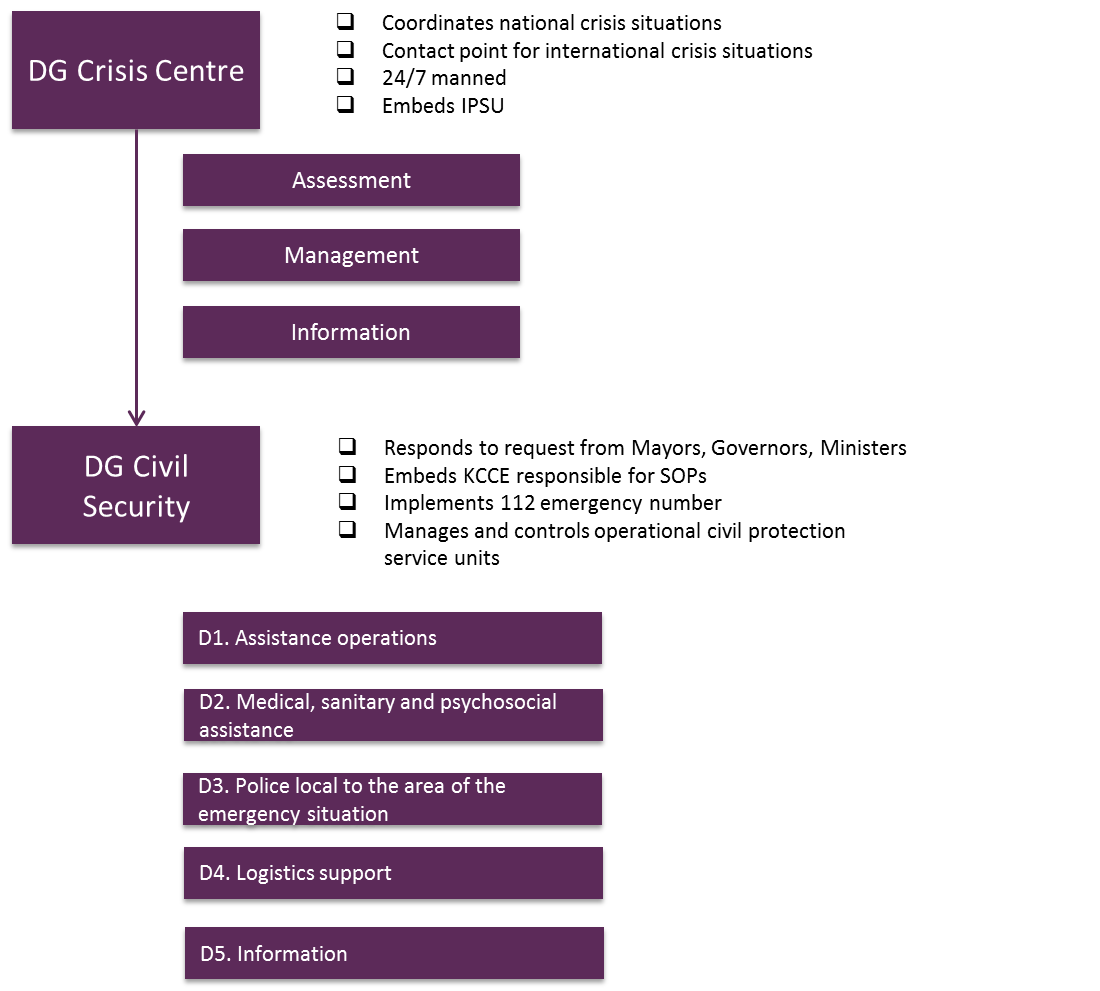 DG Crisis Centre
❑ Coordinates national crisis situations
❑ Contact point for international crisis situations
❑ 24/7 manned
❑ Embeds IPSU
Assessment
Management
Information
DG Civil
Security
❑ Responds to request from Mayors, Governors, Ministers
❑ Embeds KCCE responsible for SOPs
❑ Implements 112 emergency number
❑ Manages and controls operational civil protection
service units
D1. Assistance operations
D2. Medical, sanitary and psychosocial
assistance
D3. Police local to the area of the
emergency situation
D4. Logistics support
D5. Information